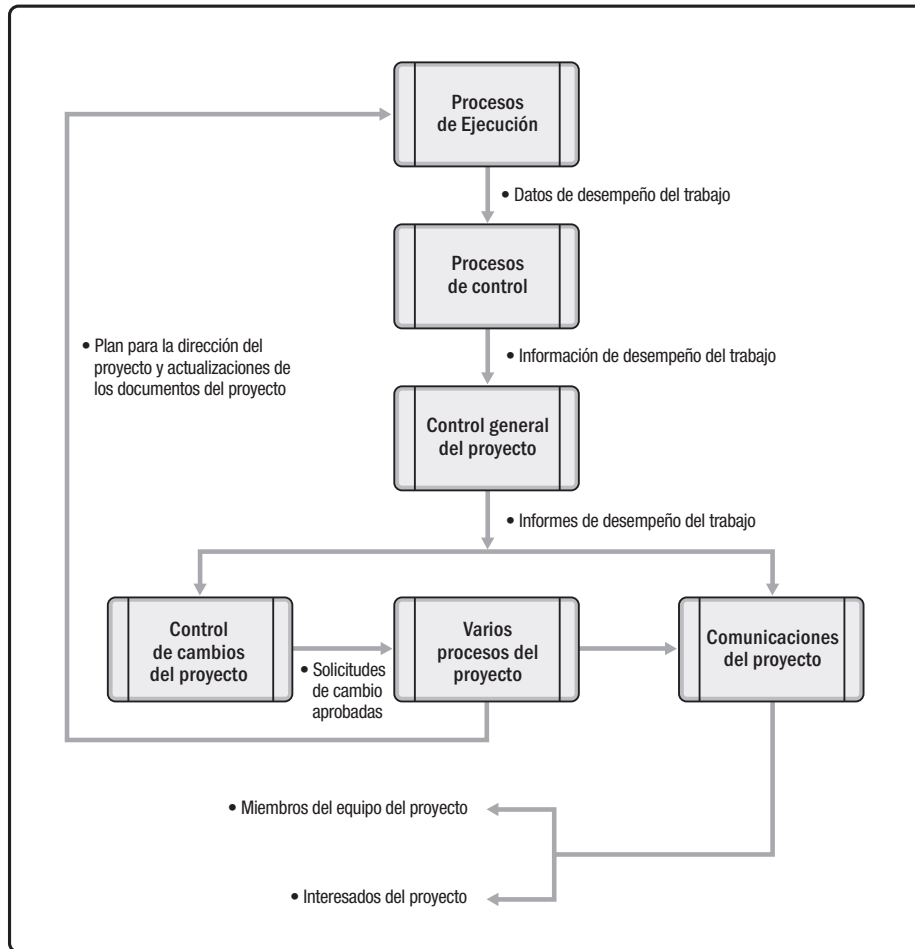 Procesos
de Ejecución
• Datos de desempeño del trabajo
Procesos
de control
• Plan para la dirección del
proyecto y actualizaciones de
los documentos del proyecto
• Información de desempeño del trabajo
Control general
del proyecto
• Informes de desempeño del trabajo
Control
de cambios
del proyecto
• Solicitudes
de cambio
aprobadas
Varios
procesos del
proyecto
Comunicaciones
del proyecto
• Miembros del equipo del proyecto
• Interesados del proyecto